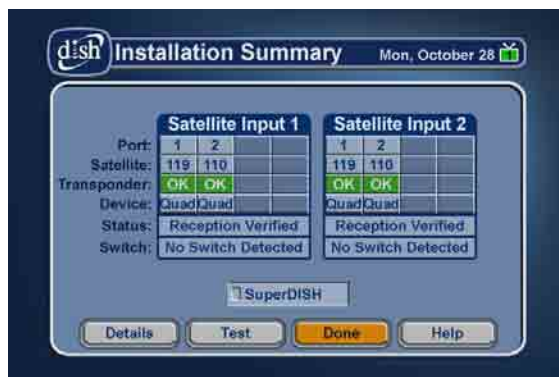 dish Installation Summary Mon, October 28
Satellite Input 1 Satellite Input 2
Port: 1 2 1 2
Satellite: 119 110 119 110
Transponder: OK OK OK OK
Device: Quad Quad Quad Quad
Status: Reception Verified Reception Verified
Switch: No Switch Detected No Switch Detected
SuperDISH
Details Test Done Help